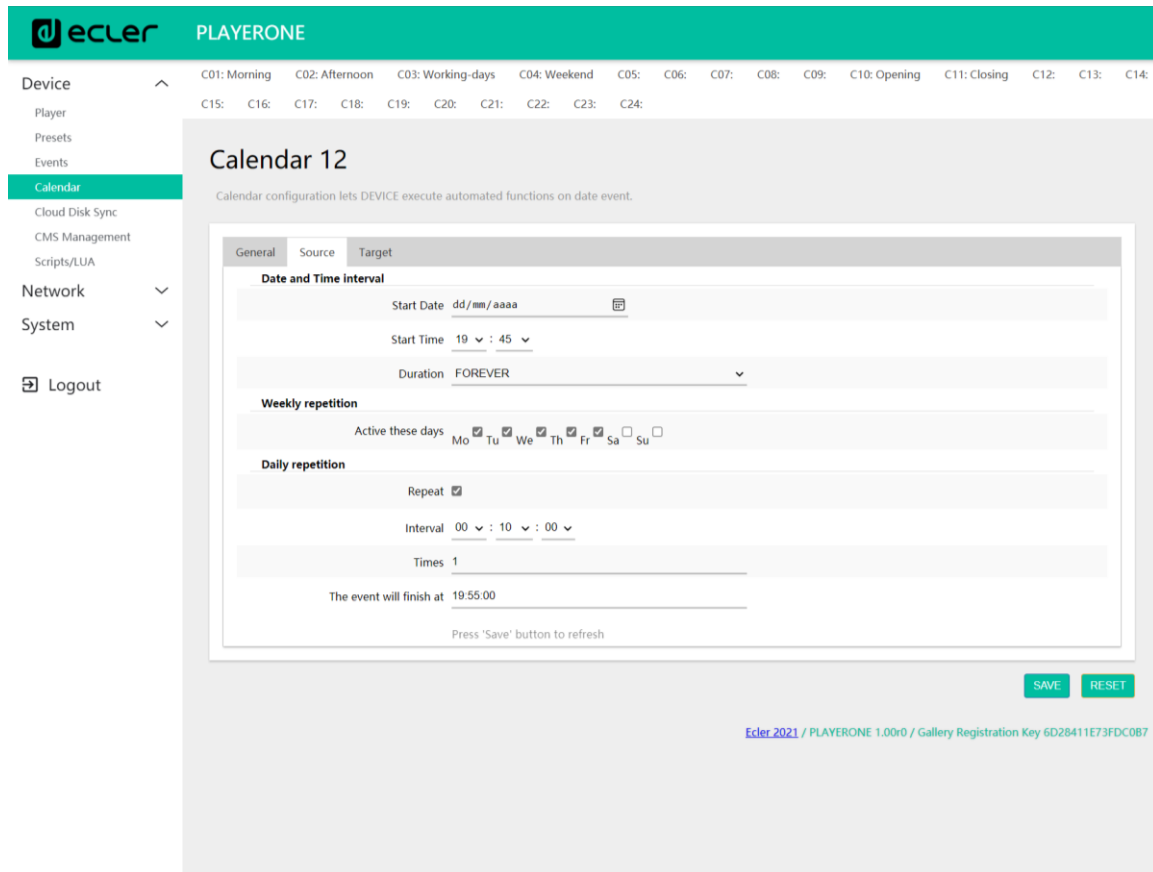 ecler
PLAYERONE
Device
Player
Presets
Events
Calendar
Cloud Disk Sync
CMS Management
Scripts/LUA
Network
System
Logout
C01: Morning C02: Afternoon C03: Working-days C04: Weekend C05: C06: C07: C08: C09: C10: Opening C11: Closing C12: C13: C14:
C15: C16: C17: C18: C19: C20: C21: C22: C23: C24:
Calendar 12
Calendar configuration lets DEVICE execute automated functions on date event.
General Source Target
Date and Time interval
Start Date dd/mm/aaaa
Start Time 19 : 45
Duration FOREVER
Weekly repetition
Active these days Mo Tu We Th Fr Sa Su
Daily repetition
Repeat
Interval 00 : 10 : 00
Times 1
The event will finish at 19:55:00
Press 'Save' button to refresh
SAVE RESET
Ecler 2021 / PLAYERONE 1.00r0 / Gallery Registration Key 6D28411E73FDC0B7